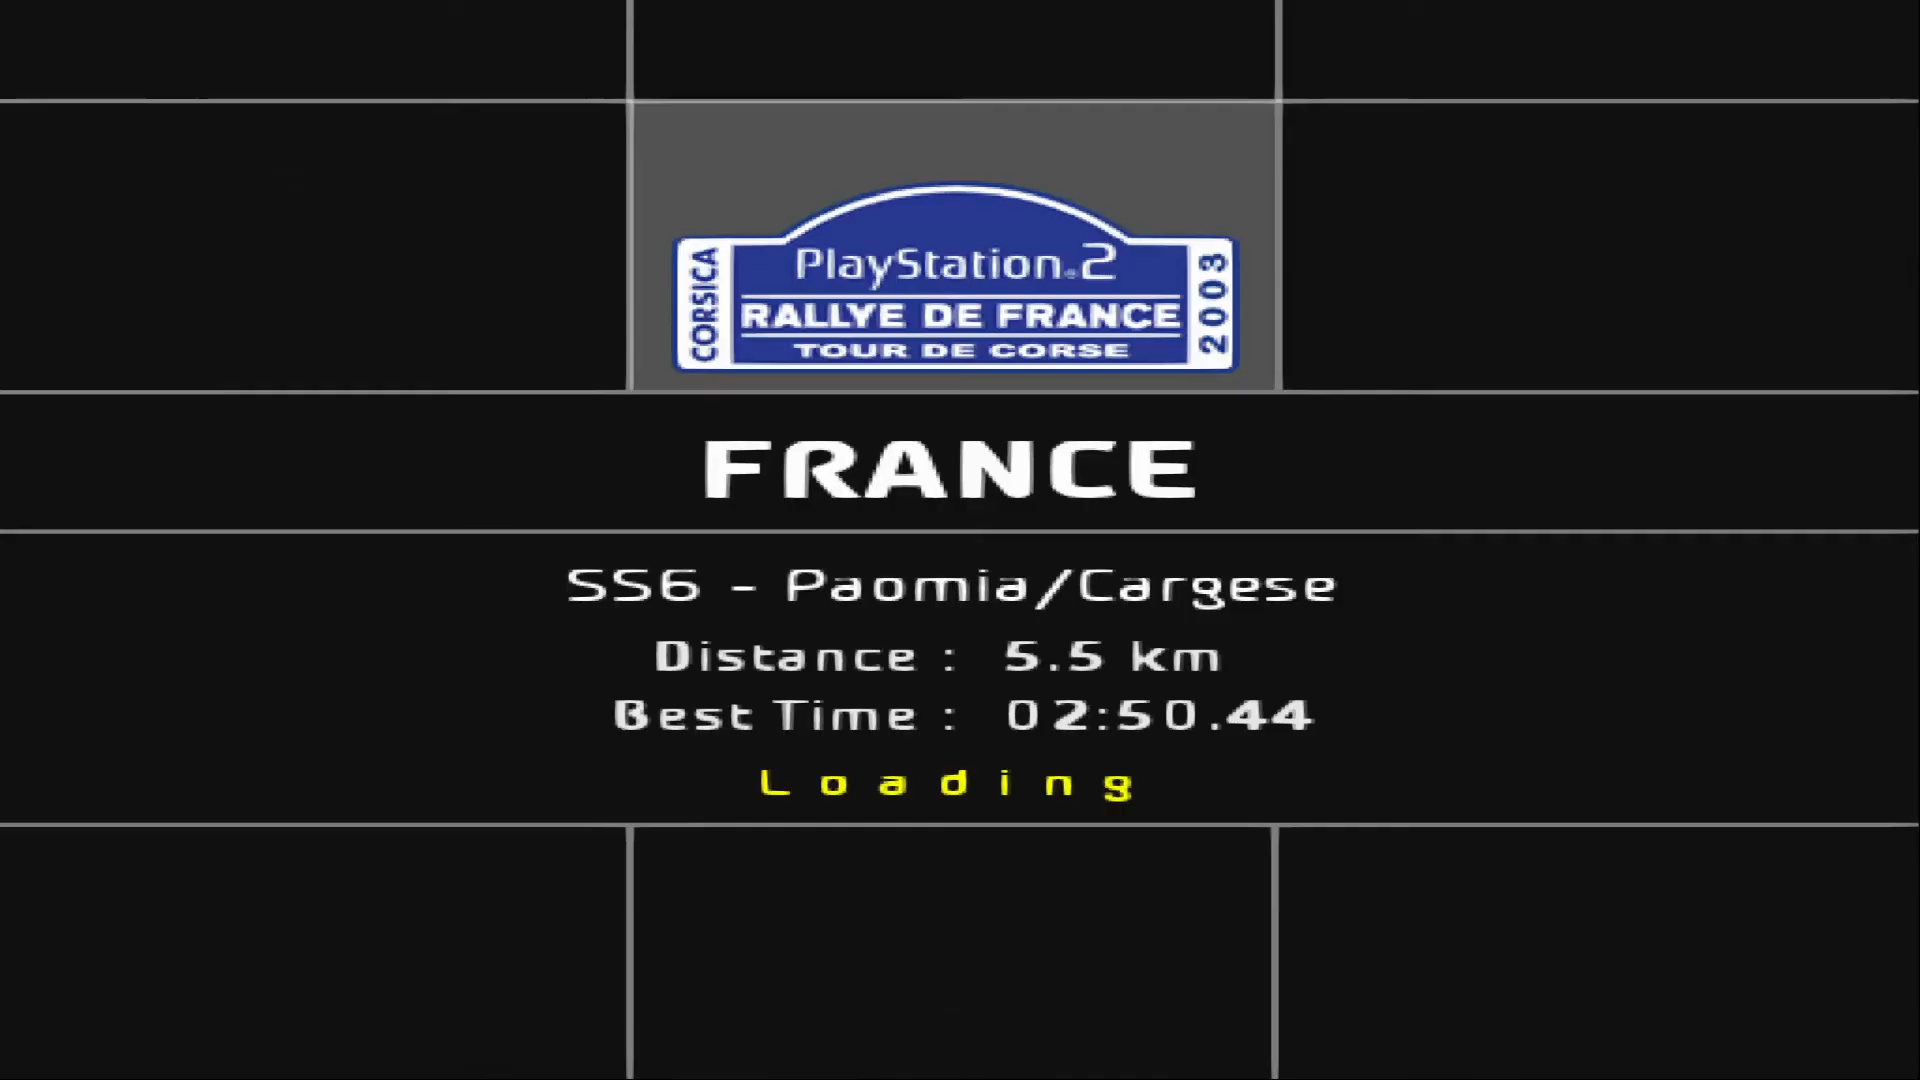 CORSICA
PlayStation®2
RALLYE DE FRANCE
TOUR DE CORSE
2003
FRANCE
SS6 - Paomia/Cargese
Distance : 5.5 km
Best Time : 02:50.44
Loading